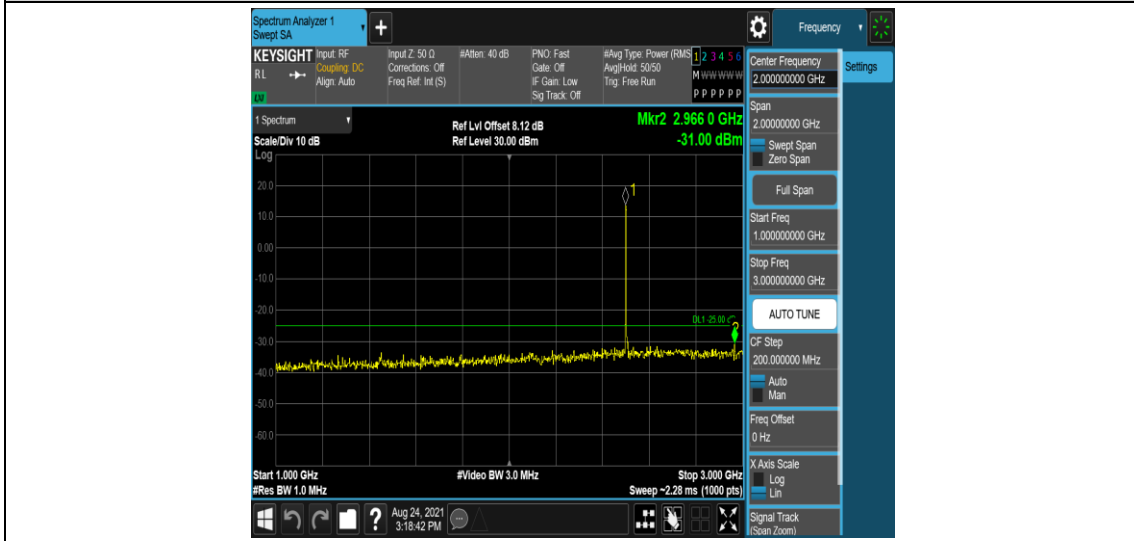 Spectrum Analyzer 1
Swept SA
+
Frequency
KEYSIGHT
RL
Input: RF
Coupling: DC
Align: Auto
Input Z: 50 Ω
Corrections: Off
Freq Ref: Int (S)
#Atten: 40 dB
PNO: Fast
Gate: Off
IF Gain: Low
Sig Track: Off
#Avg Type: Power (RMS
Avg|Hold: 50/50
Trig: Free Run
1 2 3 4 5 6
M W W W W W
P P P P P P
1 Spectrum
Scale/Div 10 dB
Log
Ref Lvl Offset 8.12 dB
Ref Level 30.00 dBm
Mkr2 2.966 0 GHz
-31.00 dBm
20.0
10.0
0.00
-10.0
-20.0
-30.0
-40.0
-50.0
-60.0
1
DL1 -25.00
2
Start 1.000 GHz
#Res BW 1.0 MHz
#Video BW 3.0 MHz
Stop 3.000 GHz
Sweep ~2.28 ms (1000 pts)
?
Aug 24, 2021
3:18:42 PM
Center Frequency
2.000000000 GHz
Settings
Span
2.00000000 GHz
Swept Span
Zero Span
Full Span
Start Freq
1.000000000 GHz
Stop Freq
3.000000000 GHz
AUTO TUNE
CF Step
200.000000 MHz
Auto
Man
Freq Offset
0 Hz
X Axis Scale
Log
Lin
Signal Track
(Span Zoom)